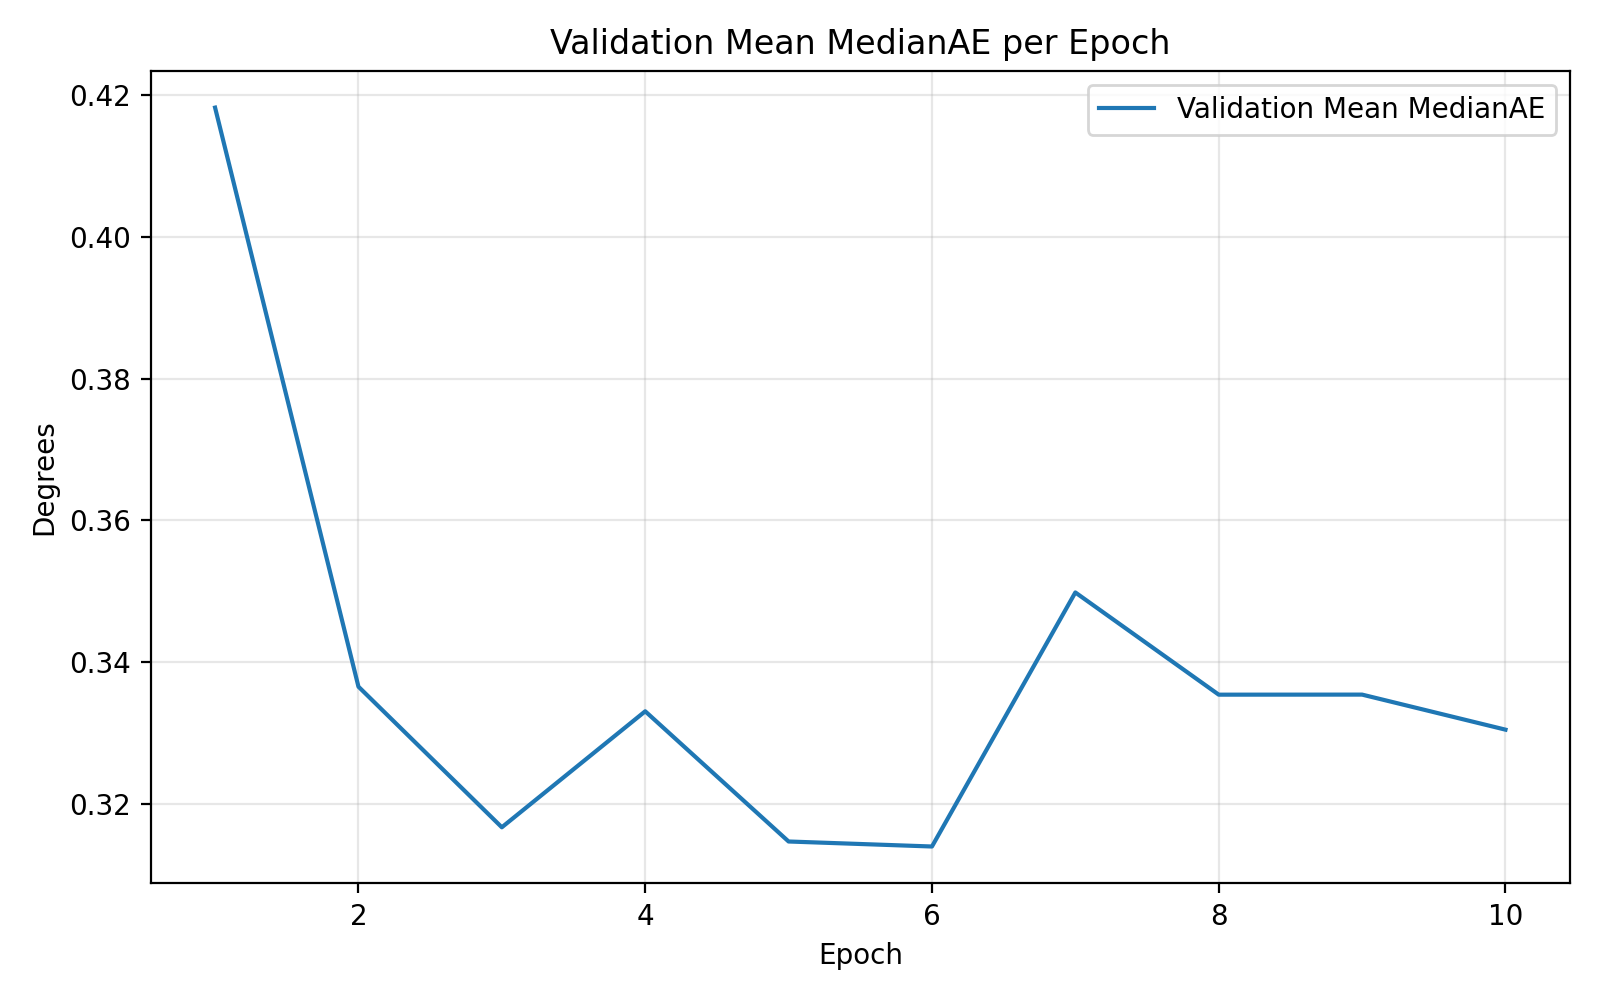 Validation Mean MedianAE per Epoch
Validation Mean MedianAE
0.42
0.40
0.38
0.36
0.34
0.32
Degrees
2 4 6 8 10
Epoch